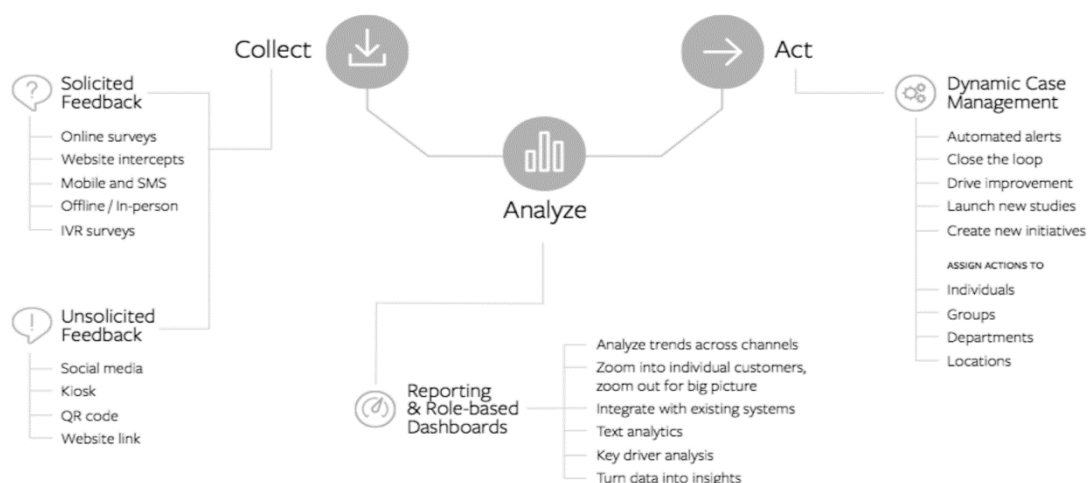 Collect
Solicited
Feedback
Online surveys
Website intercepts
Mobile and SMS
Offline / In-person
IVR surveys
Unsolicited
Feedback
Social media
Kiosk
QR code
Website link
Analyze
Reporting
& Role-based
Dashboards
Analyze trends across channels
Zoom into individual customers,
zoom out for big picture
Integrate with existing systems
Text analytics
Key driver analysis
Turn data into insights
Act
Dynamic Case
Management
Automated alerts
Close the loop
Drive improvement
Launch new studies
Create new initiatives
ASSIGN ACTIONS TO
Individuals
Groups
Departments
Locations